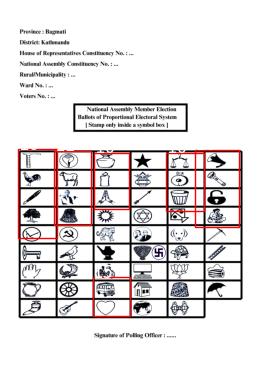 Province : Bagmati
District: Kathmandu
House of Representatives Constituency No. : ...
National Assembly Constituency No. : ...
Rural/Municipality : ...
Ward No. : ...
Voters No. : ...
National Assembly Member Election
Ballots of Proportional Electoral System
[ Stamp only inside a symbol box ]
Signature of Polling Officer : ......